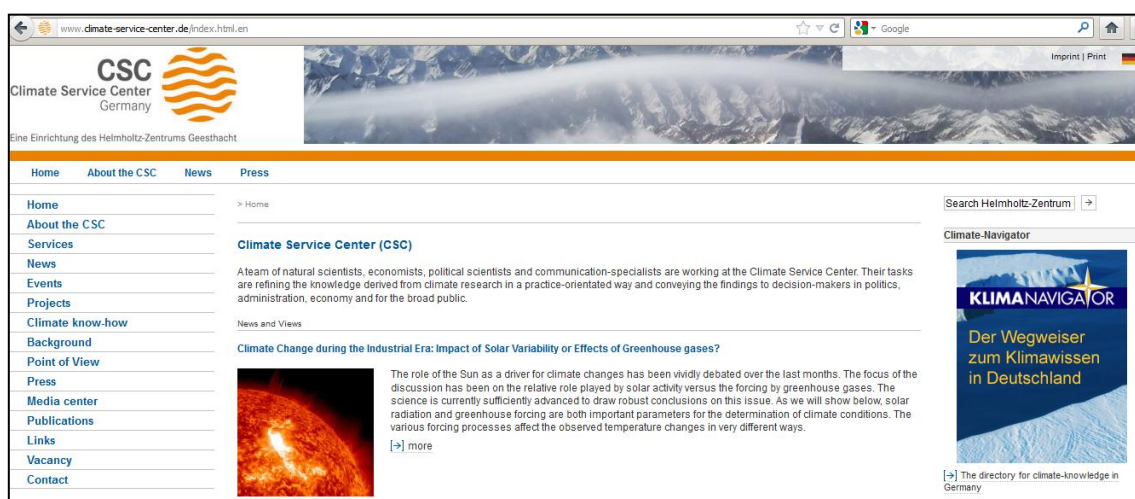 www.climate-service-center.de/index.html.en
Google
CSC
Climate Service Center
Germany
Eine Einrichtung des Helmholtz-Zentrums Geesthacht
Imprint | Print
Home About the CSC News Press
Home
About the CSC
Services
News
Events
Projects
Climate know-how
Background
Point of View
Press
Media center
Publications
Links
Vacancy
Contact
> Home
Climate Service Center (CSC)
A team of natural scientists, economists, political scientists and communication-specialists are working at the Climate Service Center. Their tasks
are refining the knowledge derived from climate research in a practice-orientated way and conveying the findings to decision-makers in politics,
administration, economy and for the broad public.
News and Views
Climate Change during the Industrial Era: Impact of Solar Variability or Effects of Greenhouse gases?
The role of the Sun as a driver for climate changes has been vividly debated over the last months. The focus of the
discussion has been on the relative role played by solar activity versus the forcing by greenhouse gases. The
science is currently sufficiently advanced to draw robust conclusions on this issue. As we will show below, solar
radiation and greenhouse forcing are both important parameters for the determination of climate conditions. The
various forcing processes affect the observed temperature changes in very different ways.
[→] more
Search Helmholtz-Zentrum →
Climate-Navigator
KLIMANAVIGATOR
Der Wegweiser
zum Klimawissen
in Deutschland
[→] The directory for climate-knowledge in
Germany